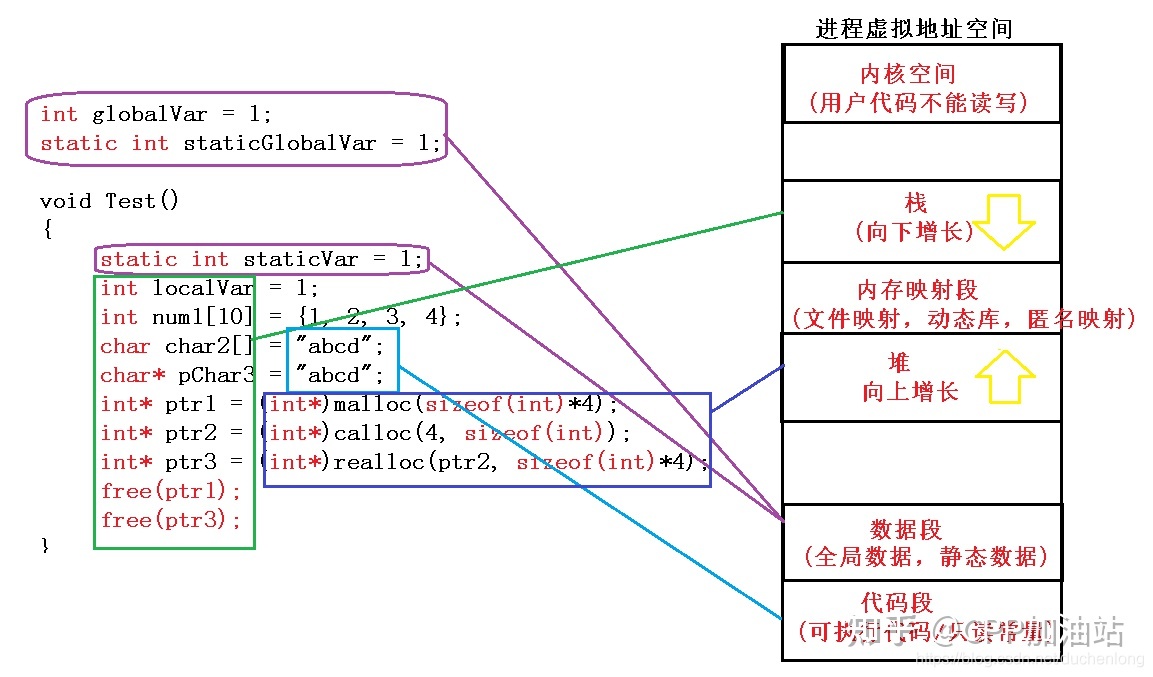 进程虚拟地址空间
int globalVar = 1;
static int staticGlobalVar = 1;
void Test()
{
static int staticVar = 1;
int localVar = 1;
int num1[10] = {1, 2, 3, 4};
char char2[] = "abcd";
char* pChar3 = "abcd";
int* ptr1 = (int*)malloc(sizeof(int)*4);
int* ptr2 = (int*)calloc(4, sizeof(int));
int* ptr3 = (int*)realloc(ptr2, sizeof(int)*4);
free(ptr1);
free(ptr3);
}
内核空间
(用户代码不能读写)
栈
(向下增长)
内存映射段
(文件映射, 动态库, 匿名映射)
堆
向上增长
数据段
(全局数据, 静态数据)
代码段
(可执行代码/只读常量)
知乎 @CPP加油站
https://blog.csdn.net/duchenlong